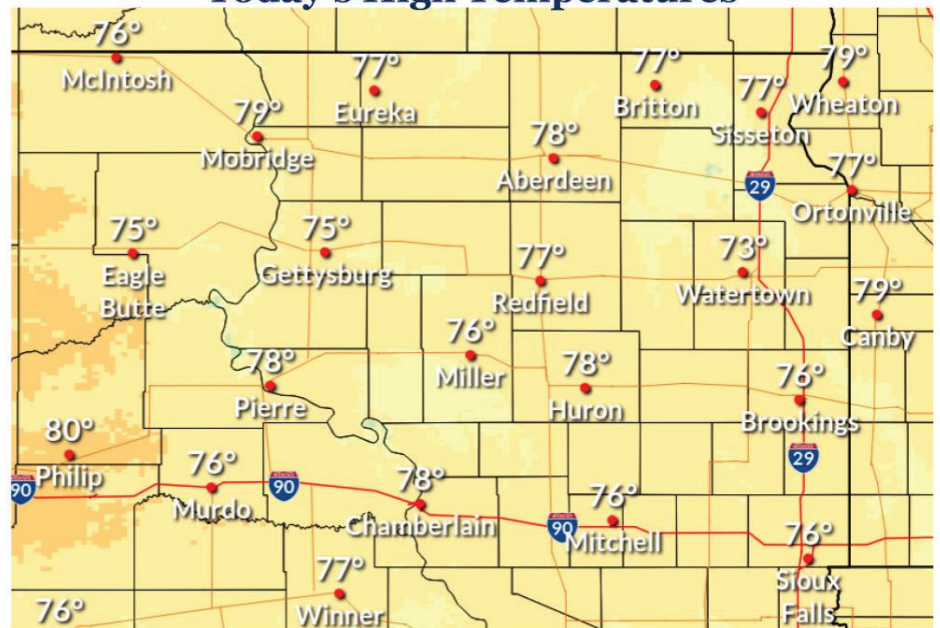 Today's High Temperatures
76°
McIntosh
77°
Eureka
77°
Britton
79°
Wheaton
77°
Sisseton
79°
Mobridge
78°
Aberdeen
29
77°
Ortonville
75°
Eagle
Butte
75°
Gettysburg
77°
Redfield
73°
Watertown
79°
Canby
76°
Miller
78°
Pierre
78°
Huron
76°
Brookings
80°
Philip
90
76°
Murdo
90
78°
Chamberlain
90
76°
Mitchell
29
76°
Sioux
Falls
77°
Winner
76°